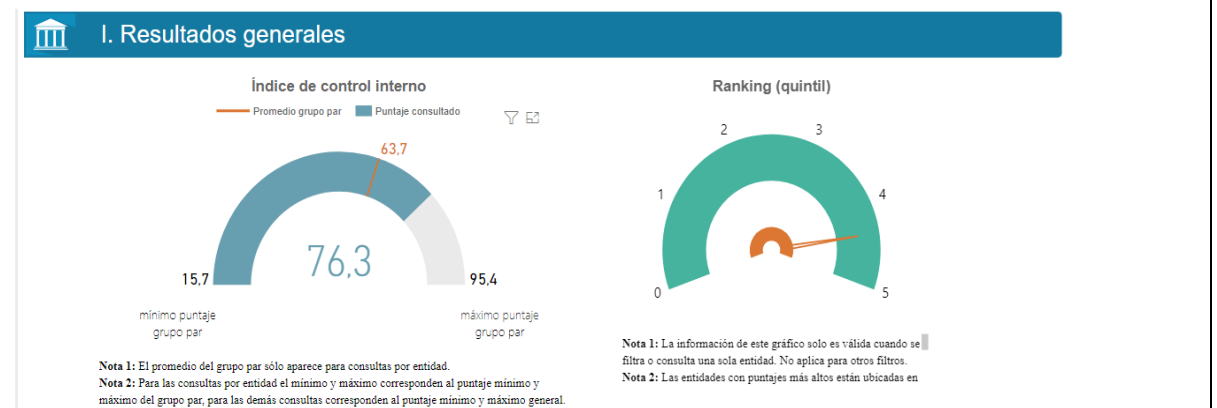 I. Resultados generales
Índice de control interno
Promedio grupo par
Puntaje consultado
63,7
76,3
15,7
95,4
mínimo puntaje
grupo par
máximo puntaje
grupo par
Nota 1: El promedio del grupo par sólo aparece para consultas por entidad.
Nota 2: Para las consultas por entidad el mínimo y máximo corresponden al puntaje mínimo y
máximo del grupo par, para las demás consultas corresponden al puntaje mínimo y máximo general.
Ranking (quintil)
0
1
2
3
4
5
Nota 1: La información de este gráfico solo es válida cuando se
filtra o consulta una sola entidad. No aplica para otros filtros.
Nota 2: Las entidades con puntajes más altos están ubicadas en